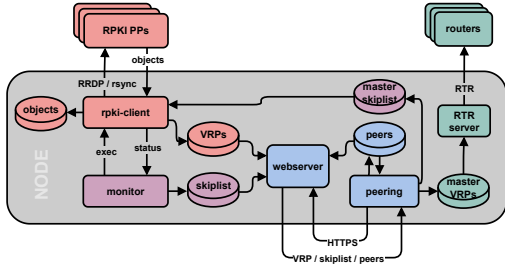 RPKI PPs
routers
objects
RRDP / rsync
RTR
master
skiplist
objects
rpki-client
RTR
server
VRPs
peers
exec
status
webserver
NODE
monitor
skiplist
peering
master
VRPs
HTTPS
VRP / skiplist / peers